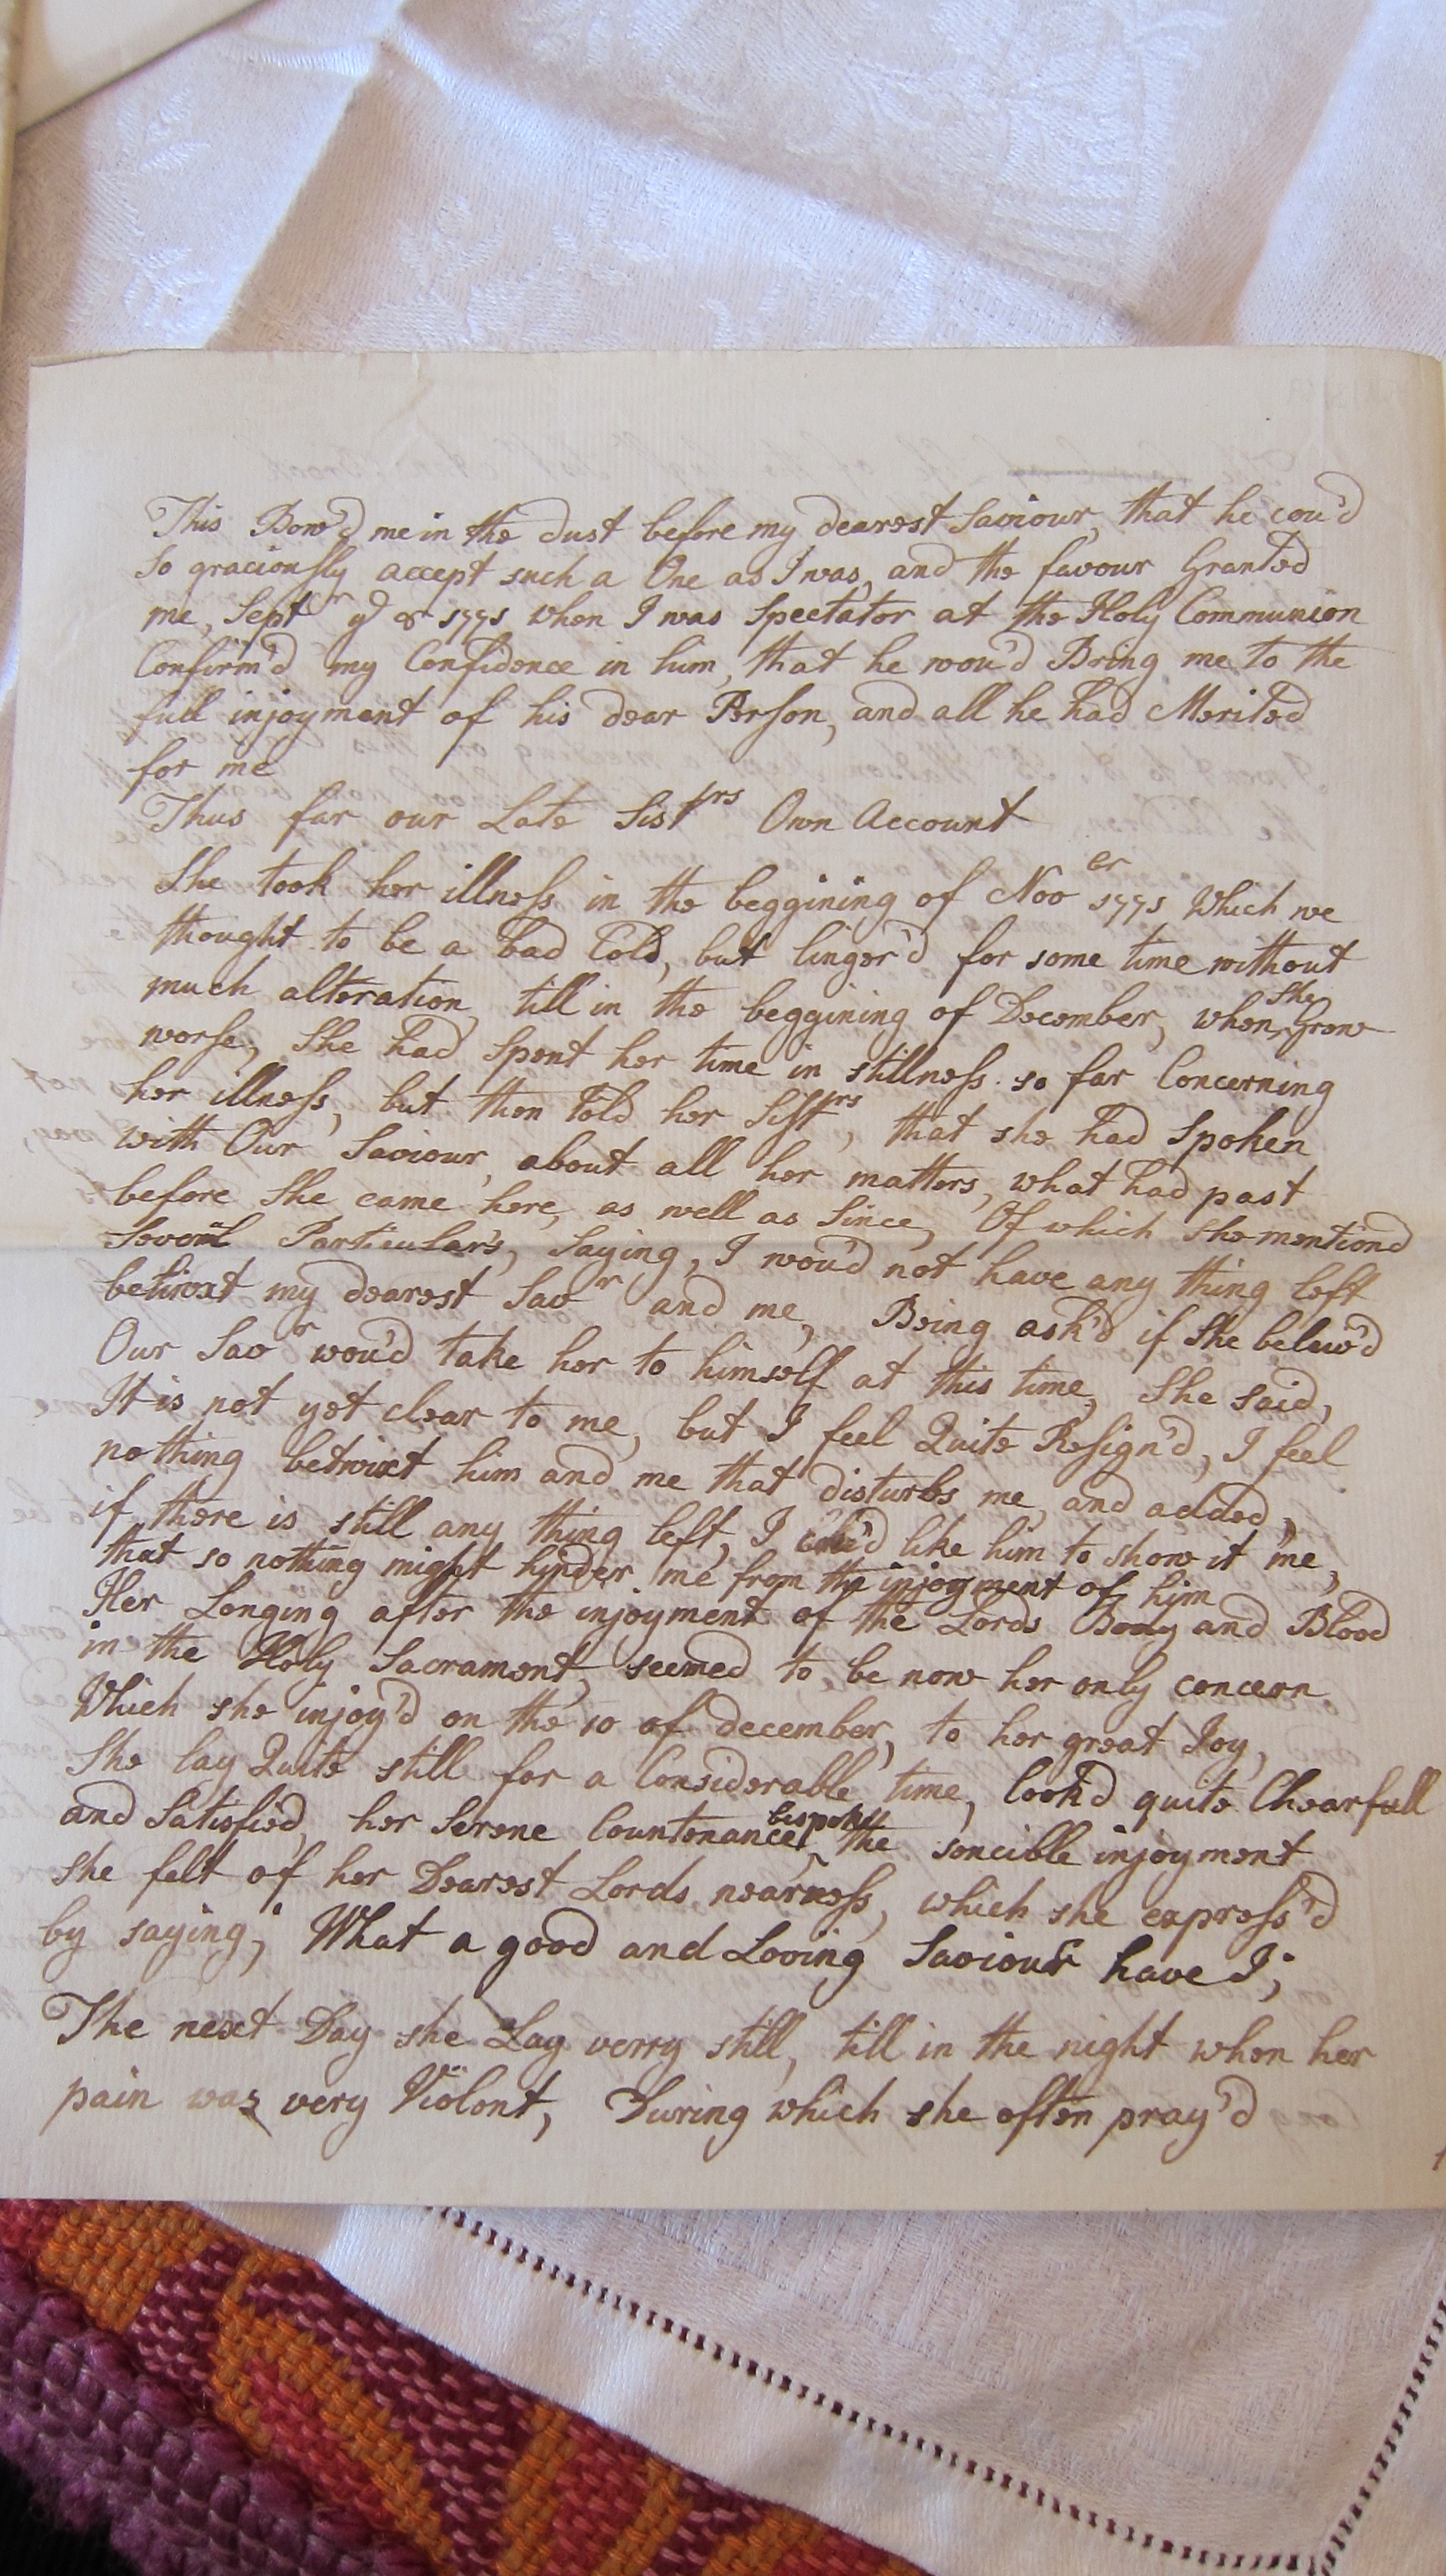 This Bow'd me in the dust before my dearest Saviour, that he cou'd
so graciously accept such a One as I was, and the favour Granted
me, Septr ye 8 1771 when I was Spectator at the Holy Communion
Confirm'd my Confidence in him, that he wou'd Bring me to the
full injoyment of his dear Person, and all he had Merited
for me
Thus far our Late Sistrs Own Account
She took her illness in the beggining of Nover 1771 Which we
thought to be a bad Cold, but linger'd for some time without
much alteration, till in the beggining of December, when she Grow
worse, She had Spent her time in stillness so far Concerning
her illness, but then Told her Sistrs, that she had Spoken
with Our Saviour, about all her matters, what had past
before She came here, as well as Since, Of which she mentiond
Severil Particulars, Saying, I wou'd not have any thing left
betwixt my dearest Savr and me, Being ask'd if She beleiv'd
Our Savr wou'd take her to himself at this time, She said,
It is not yet clear to me, but I feel Quite Resign'd, I feel
nothing betwixt him and me that disturbs me, and added,
if there is still any thing left, I like him to show it me,
that so nothing might hinder me from the injoyment of him
Her Longing after the injoyment of the Lords Body and Blood
in the Holy Sacrament, seemed to be now her only concern
Which she injoy'd on the 10 of december, to her great Joy,
She lay Quite still for a Considerable time, look'd quite Chearfull
and Satisfied, her Serene Countenance bespoke the sencible injoyment
she felt of her Dearest Lords nearness, which she express'd
by saying; What a good and Loving Saviour have I;
The next Day she Lay verry still, till in the night when her
pain was very Violent, During which she often pray'd